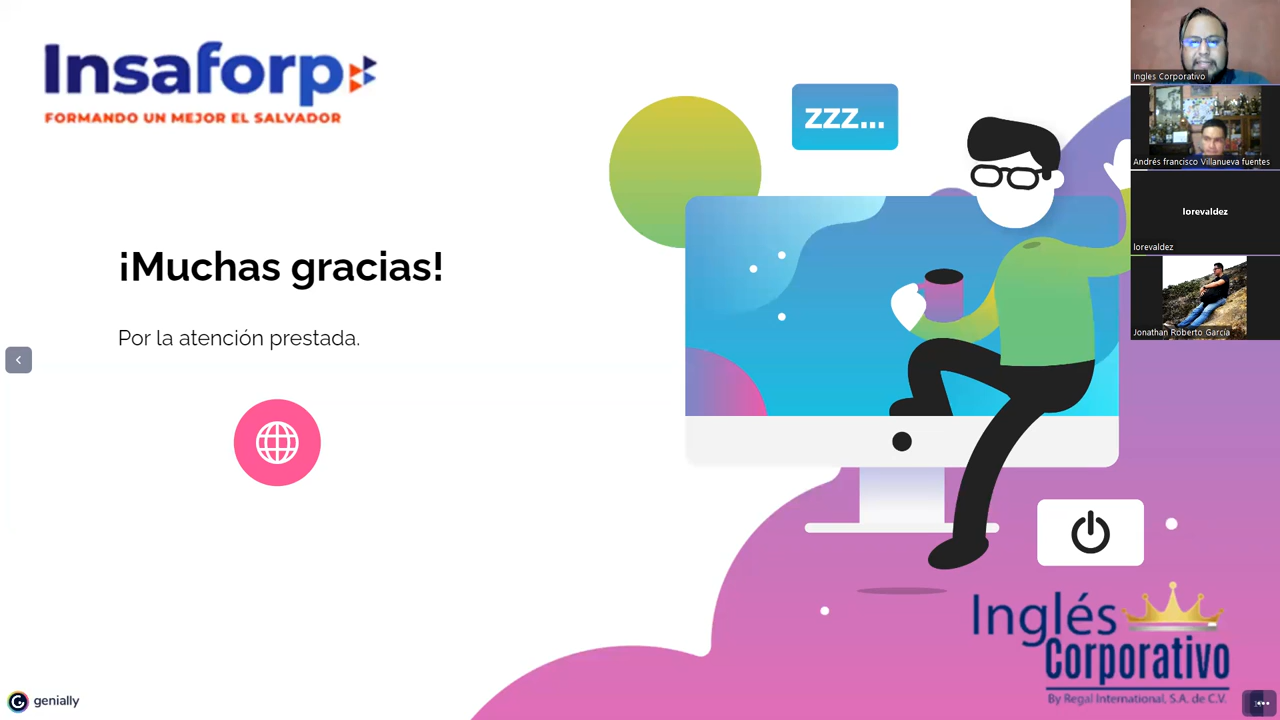 Insaforp
FORMANDO UN MEJOR EL SALVADOR
zzz...
¡Muchas gracias!
Por la atención prestada.
Ingles Corporativo
Andrés francisco Villanueva fuentes
lorevaldez
lorevaldez
Jonathan Roberto García
Inglés
Corporativo
By Regal International, S.A. de C.V.
genially